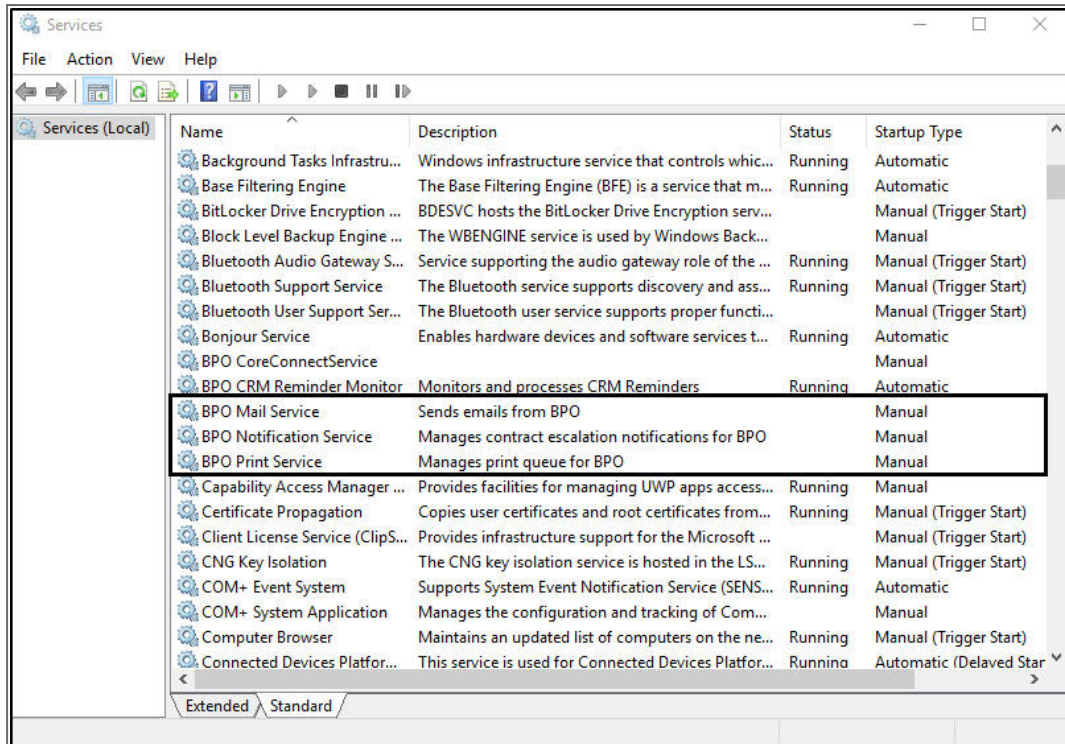 Services
File Action View Help
Services (Local)
Name Description Status Startup Type
Background Tasks Infrastru... Windows infrastructure service that controls whic... Running Automatic
Base Filtering Engine The Base Filtering Engine (BFE) is a service that m... Running Automatic
BitLocker Drive Encryption ... BDESVC hosts the BitLocker Drive Encryption serv... Manual (Trigger Start)
Block Level Backup Engine ... The WBENGINE service is used by Windows Back... Manual
Bluetooth Audio Gateway S... Service supporting the audio gateway role of the ... Running Manual (Trigger Start)
Bluetooth Support Service The Bluetooth service supports discovery and ass... Running Manual (Trigger Start)
Bluetooth User Support Ser... The Bluetooth user service supports proper functi... Manual (Trigger Start)
Bonjour Service Enables hardware devices and software services t... Running Automatic
BPO CoreConnectService Manual
BPO CRM Reminder Monitor Monitors and processes CRM Reminders Running Automatic
BPO Mail Service Sends emails from BPO Manual
BPO Notification Service Manages contract escalation notifications for BPO Manual
BPO Print Service Manages print queue for BPO Manual
Capability Access Manager ... Provides facilities for managing UWP apps access... Running Manual
Certificate Propagation Copies user certificates and root certificates from... Running Manual (Trigger Start)
Client License Service (ClipS... Provides infrastructure support for the Microsoft ... Manual (Trigger Start)
CNG Key Isolation The CNG key isolation service is hosted in the LS... Running Manual (Trigger Start)
COM+ Event System Supports System Event Notification Service (SENS... Running Automatic
COM+ System Application Manages the configuration and tracking of Com... Manual
Computer Browser Maintains an updated list of computers on the ne... Running Manual (Trigger Start)
Connected Devices Platfor... This service is used for Connected Devices Platfor... Running Automatic (Delayed Star
Extended Standard